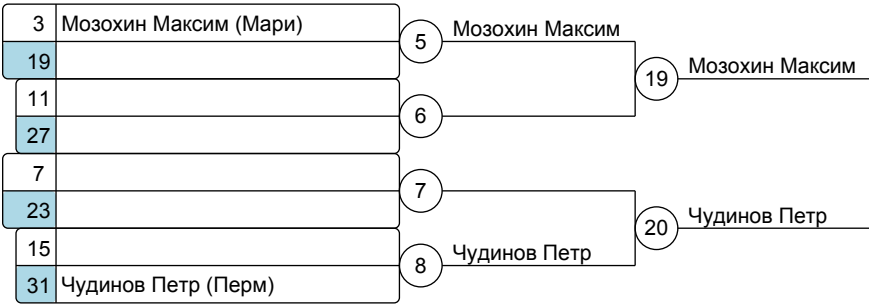 3 Мозохин Максим (Мари)
19
5 Мозохин Максим
11
27
6
19 Мозохин Максим
7
23
7
15
31 Чудинов Петр (Перм)
8 Чудинов Петр
20 Чудинов Петр